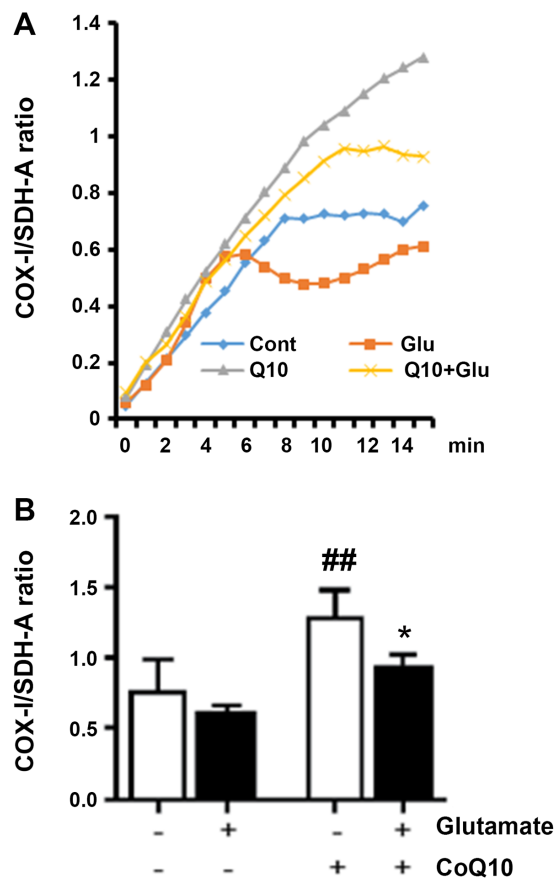 A
COX-I/SDH-A ratio
1.4
1.2
1
0.8
0.6
0.4
0.2
0
Cont
Glu
Q10
Q10+Glu
0 2 4 6 8 10 12 14 min
B
COX-I/SDH-A ratio
2.0
1.5
1.0
0.5
0.0
##
*
- + - + Glutamate
- - + + CoQ10